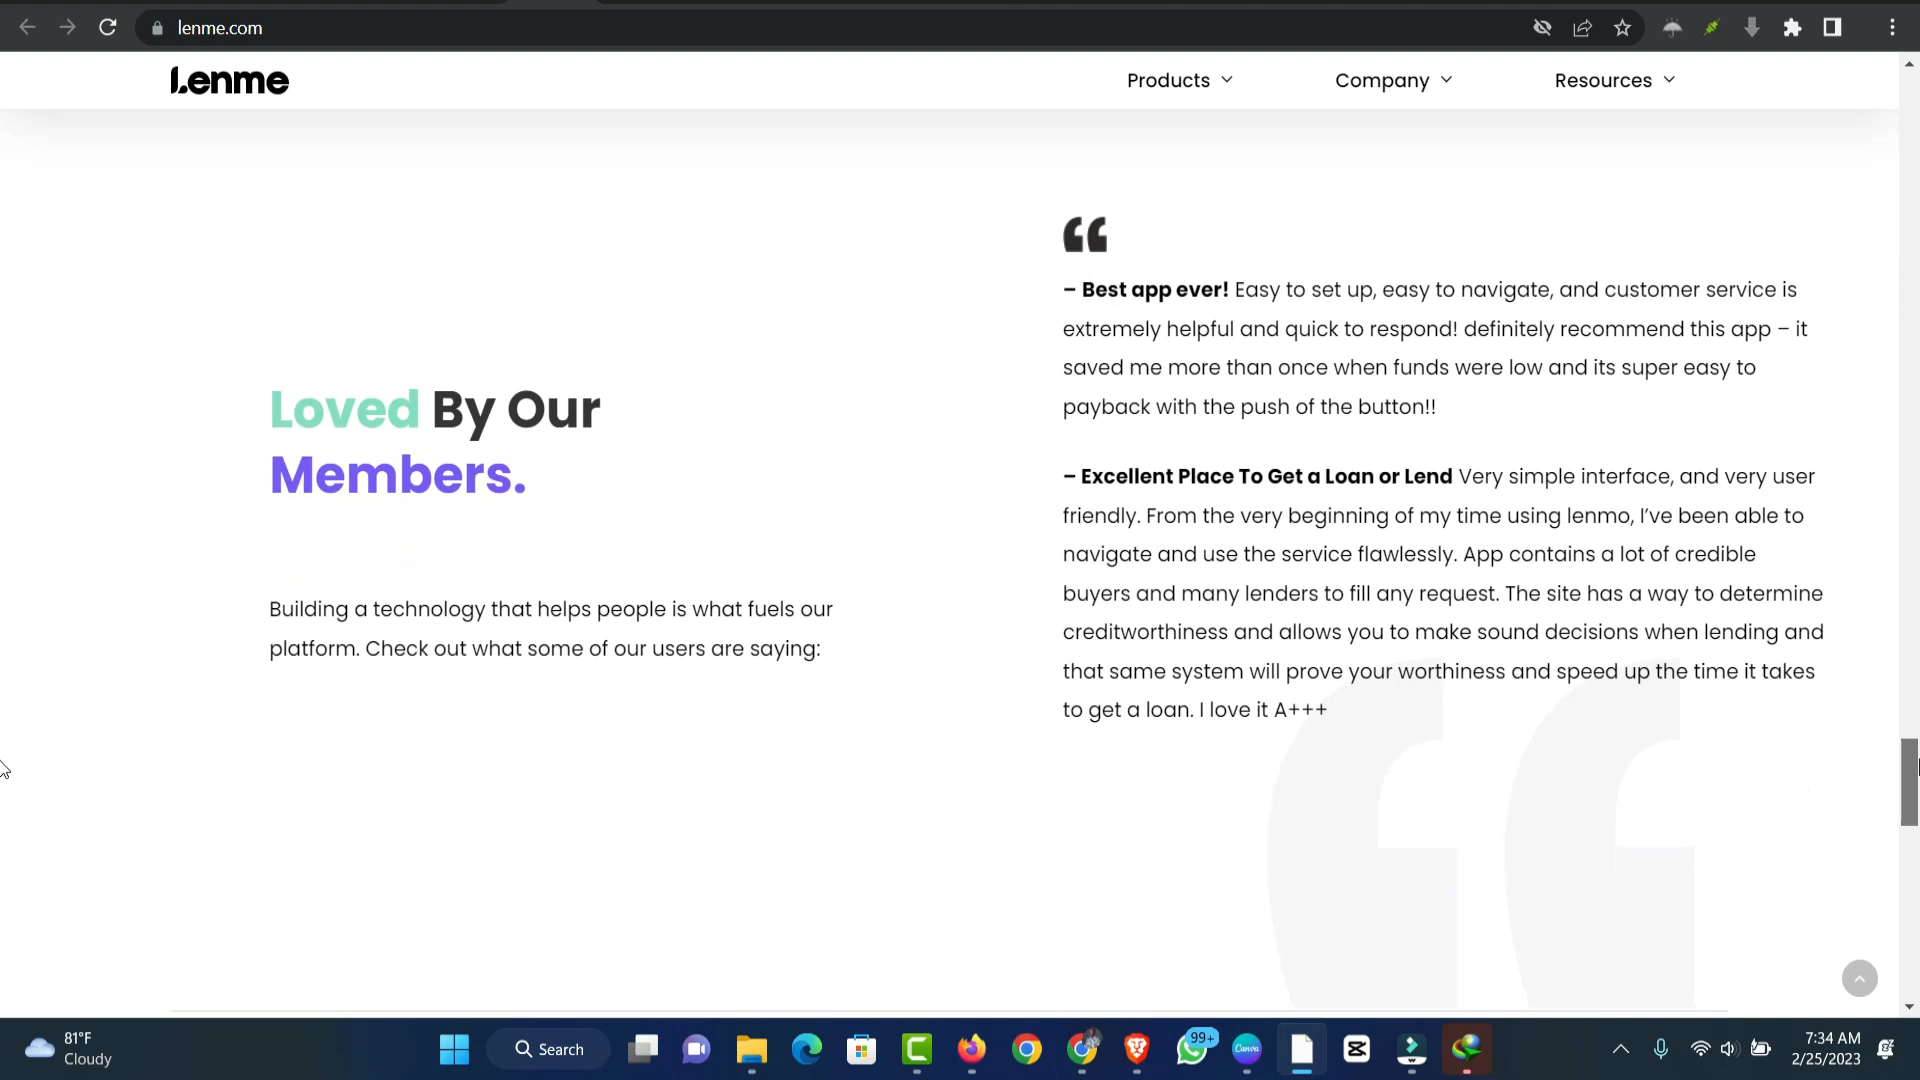 lenme.com
Lenme
Products
Company
Resources
Loved By Our
Members.
Building a technology that helps people is what fuels our
platform. Check out what some of our users are saying:
“
– Best app ever! Easy to set up, easy to navigate, and customer service is
extremely helpful and quick to respond! definitely recommend this app – it
saved me more than once when funds were low and its super easy to
payback with the push of the button!!
– Excellent Place To Get a Loan or Lend Very simple interface, and very user
friendly. From the very beginning of my time using lenmo, I’ve been able to
navigate and use the service flawlessly. App contains a lot of credible
buyers and many lenders to fill any request. The site has a way to determine
creditworthiness and allows you to make sound decisions when lending and
that same system will prove your worthiness and speed up the time it takes
to get a loan. I love it A+++
81°F
Cloudy
Search
99+
Canva
7:34 AM
2/25/2023